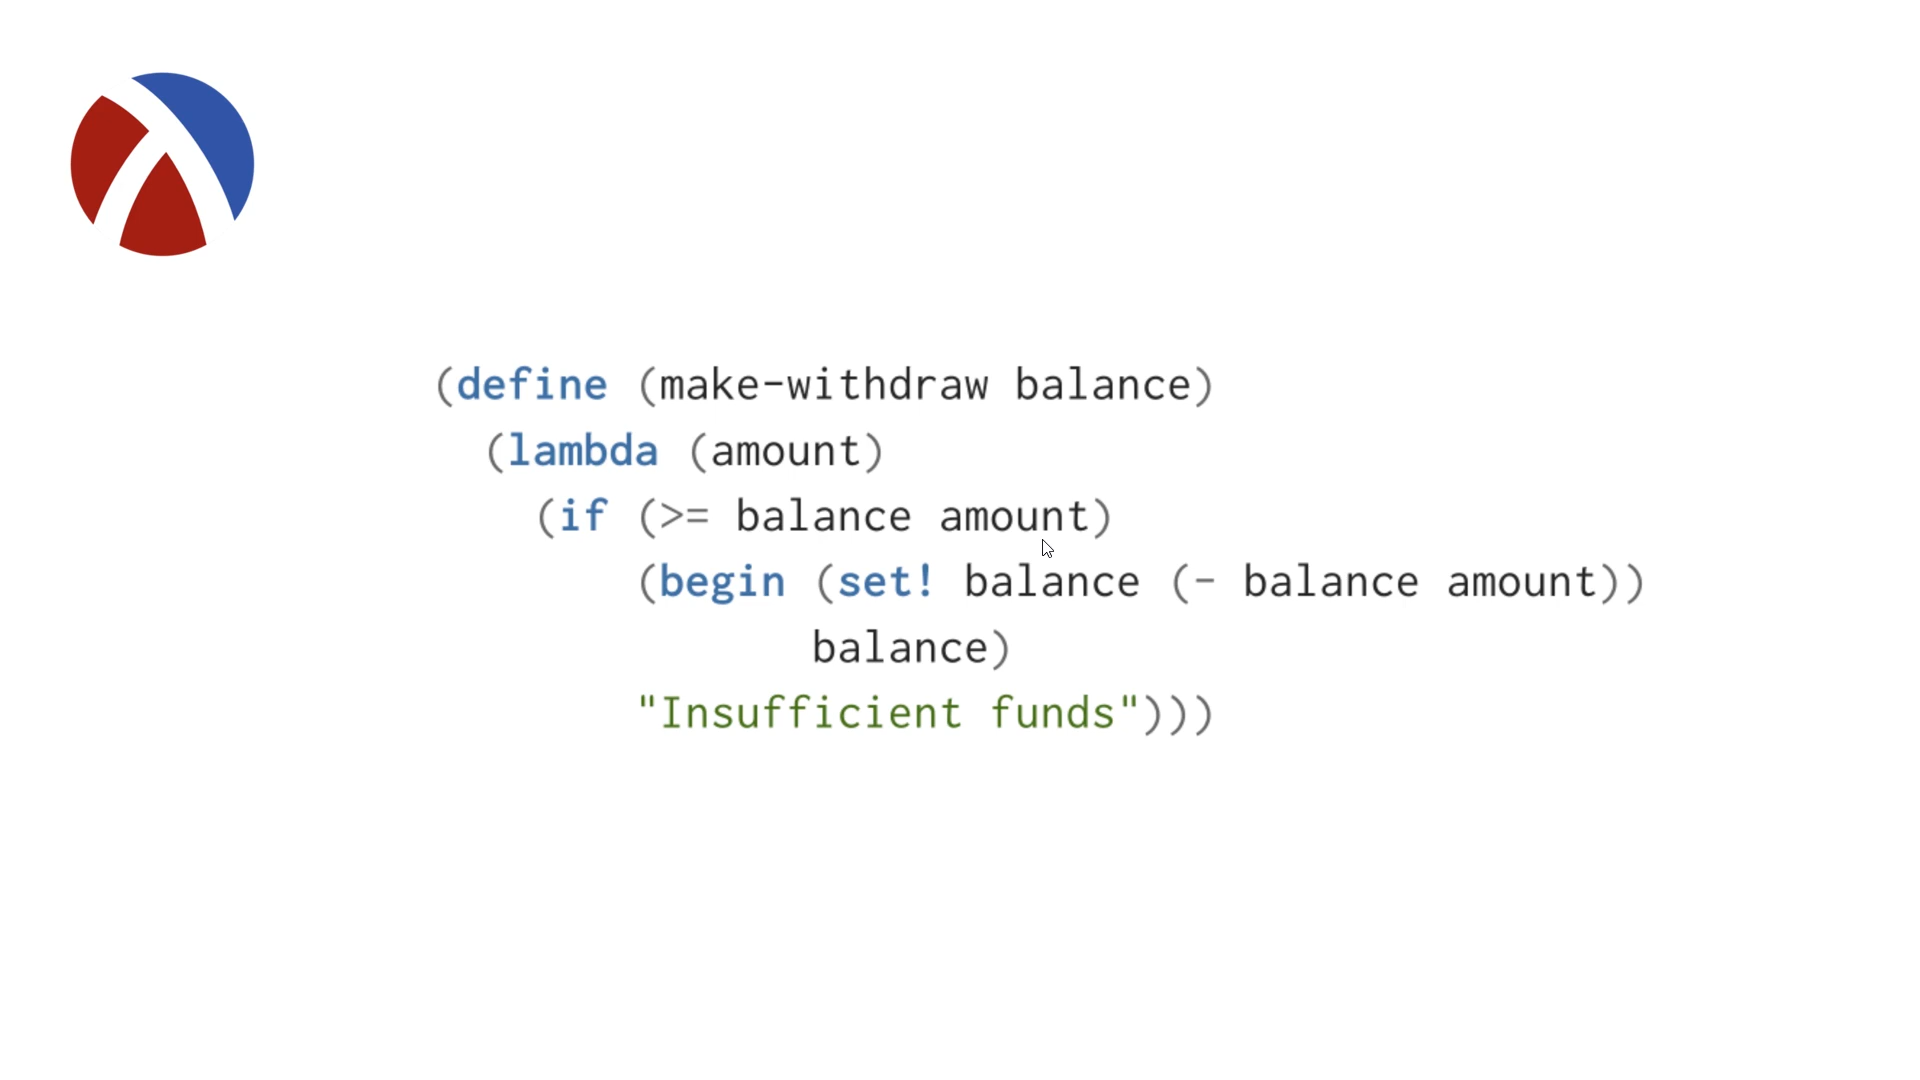 (define (make-withdraw balance)
(lambda (amount)
(if (>= balance amount)
(begin (set! balance (- balance amount))
balance)
"Insufficient funds")))